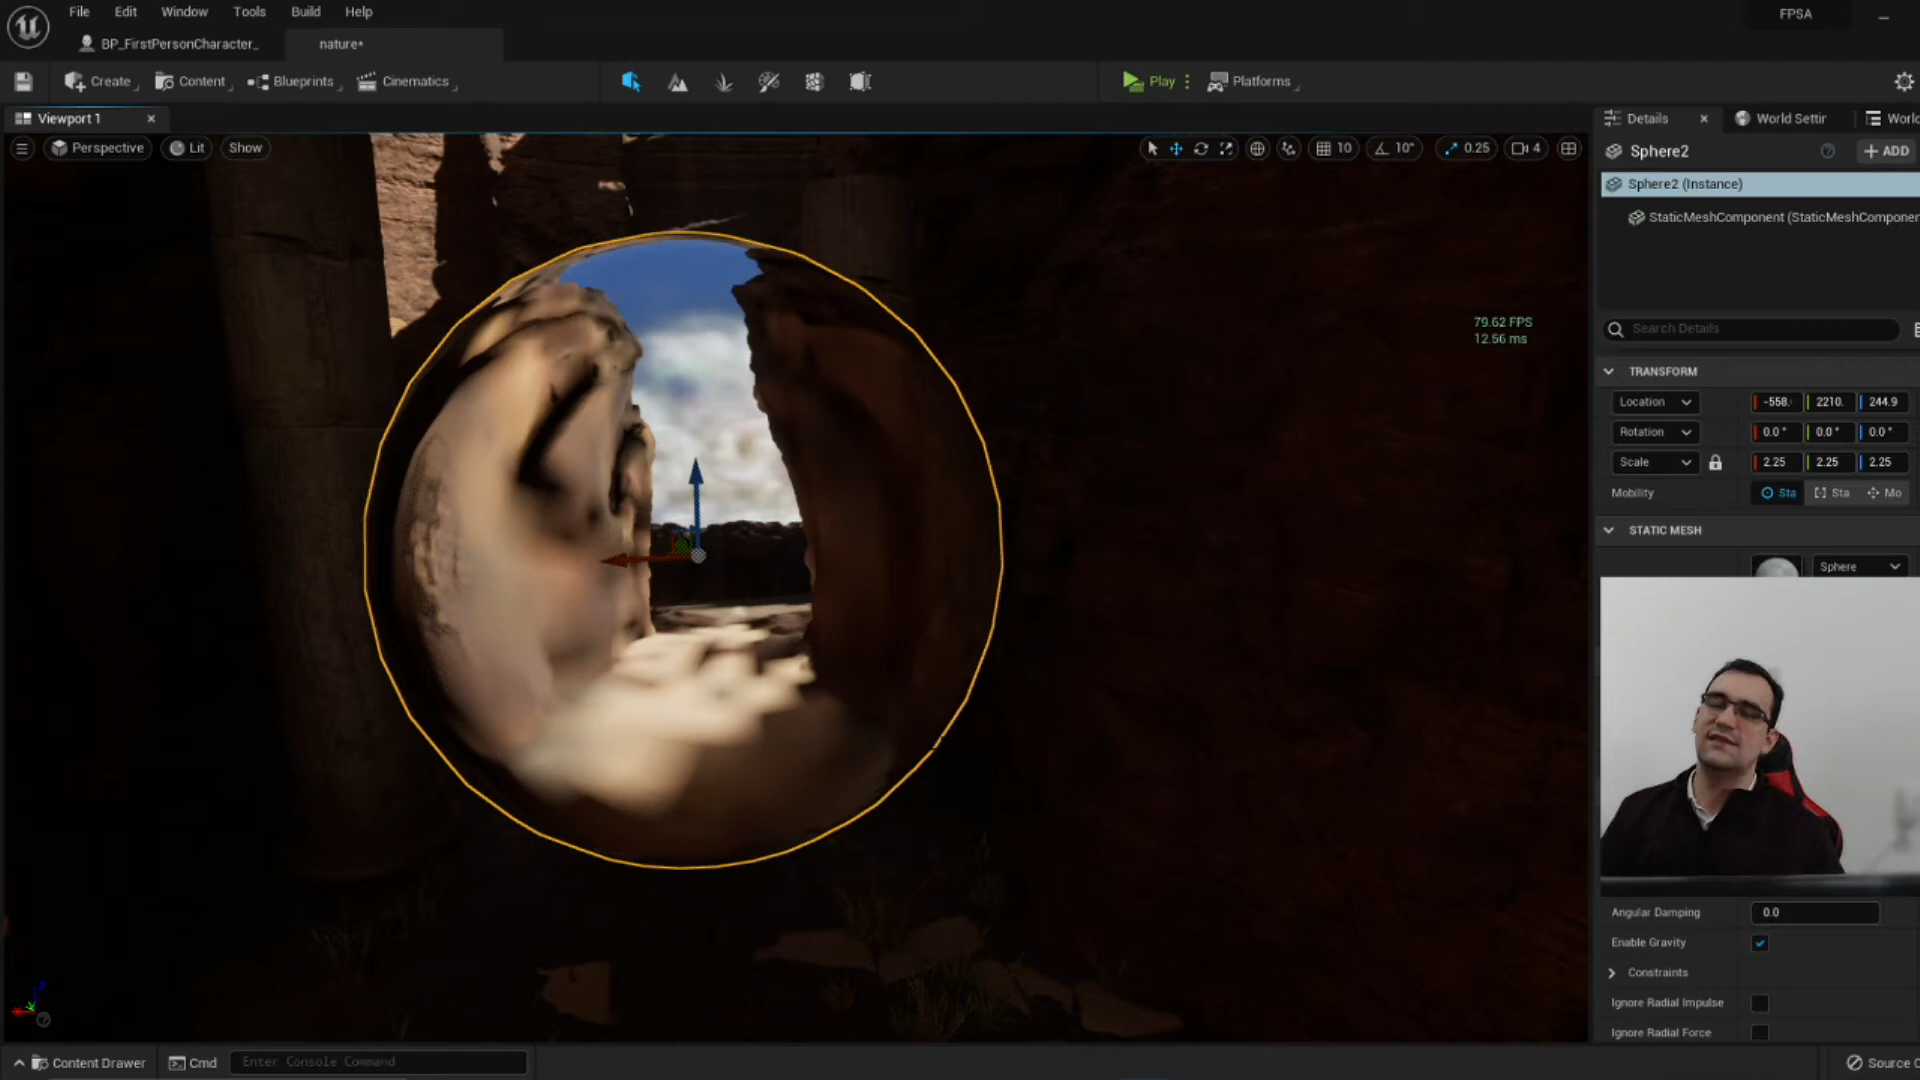 File Edit Window Tools Build Help
FPSA
BP_FirstPersonCharacter_
nature*
Create
Content
Blueprints
Cinematics
Play
Platforms
Viewport 1
Details
World Settir
World
Perspective
Lit
Show
10
10°
0.25
4
Sphere2
+ ADD
Sphere2 (Instance)
StaticMeshComponent (StaticMeshComponer
79.62 FPS
12.56 ms
Search Details
TRANSFORM
Location -558. 2210. 244.9
Rotation 0.0° 0.0° 0.0°
Scale 2.25 2.25 2.25
Mobility Sta Sta Mo
STATIC MESH
Sphere
Angular Damping 0.0
Enable Gravity
Constraints
Ignore Radial Impulse
Ignore Radial Force
Content Drawer
Cmd
Enter Console Command
Source C